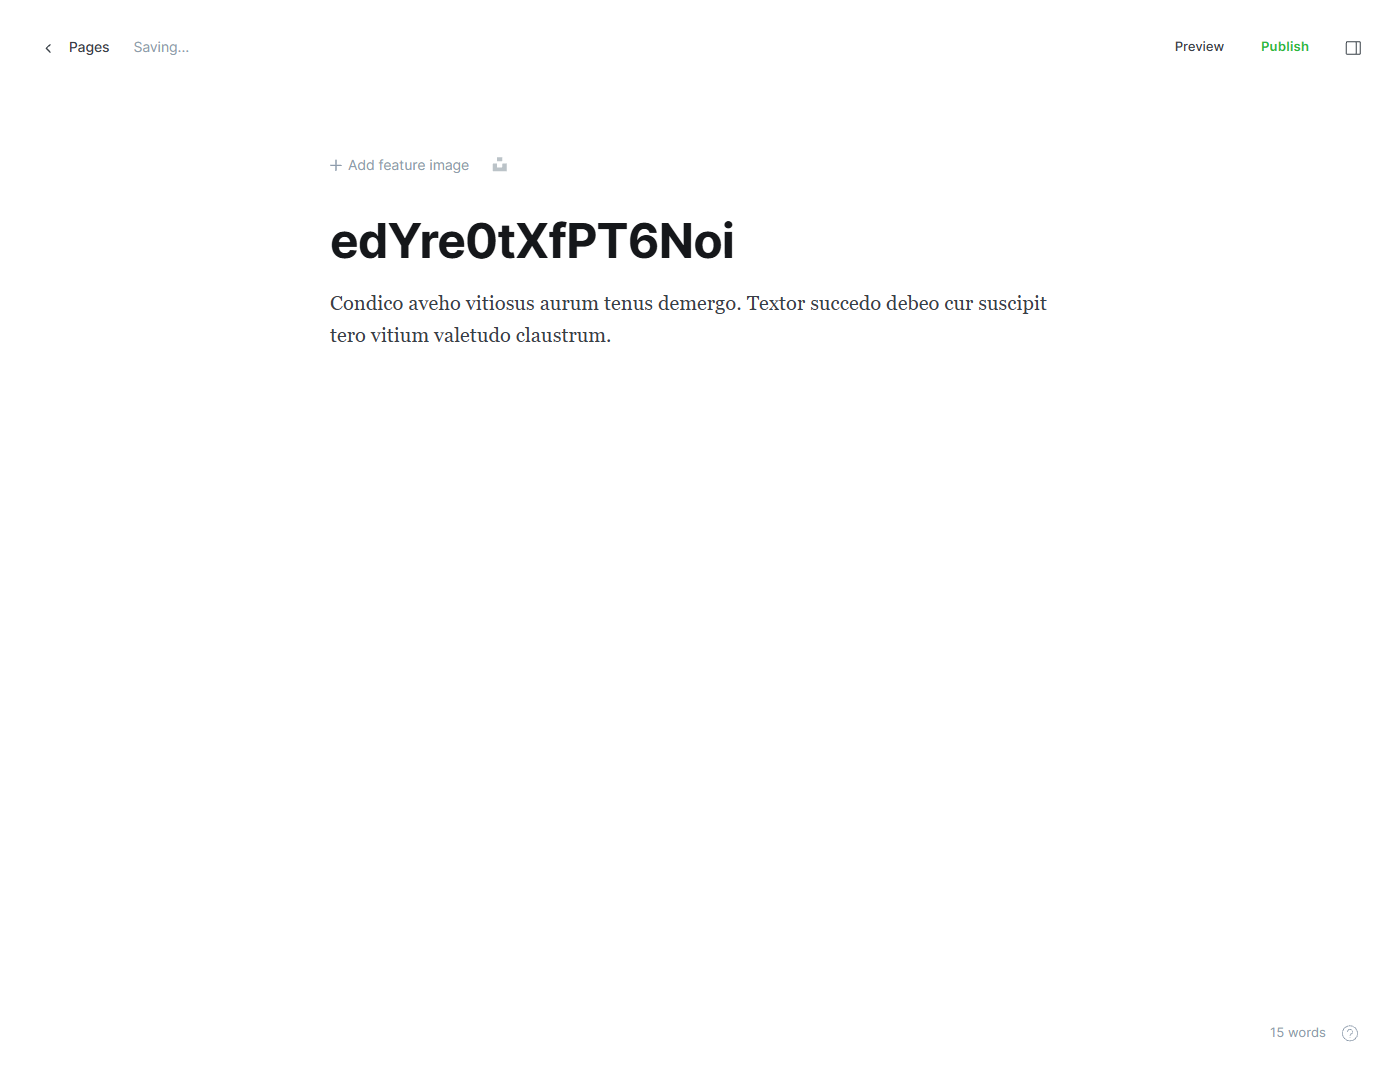 Pages Saving... Preview Publish
Add feature image
edYre0tXfPT6Noi
Condico aveho vitiosus aurum tenus demergo. Textor succedo debeo cur suscipit
tero vitium valetudo claustrum.
15 words